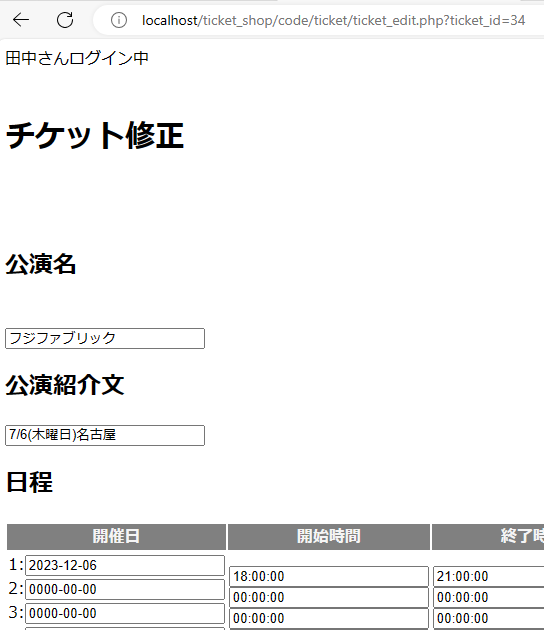 localhost/ticket_shop/code/ticket/ticket_edit.php?ticket_id=34
田中さんログイン中
チケット修正
公演名
フジファブリック
公演紹介文
7/6(木曜日)名古屋
日程
開催日 開始時間 終了時
1: 2023-12-06 18:00:00 21:00:00
2: 0000-00-00 00:00:00 00:00:00
3: 0000-00-00 00:00:00 00:00:00